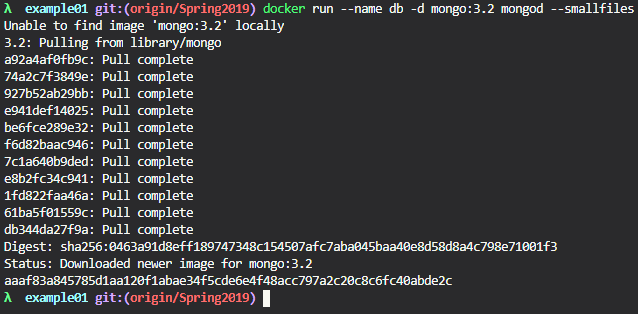 λ example01 git:(origin/Spring2019) docker run --name db -d mongo:3.2 mongod --smallfiles
Unable to find image 'mongo:3.2' locally
3.2: Pulling from library/mongo
a92a4af0fb9c: Pull complete
74a2c7f3849e: Pull complete
927b52ab29bb: Pull complete
e941def14025: Pull complete
be6fce289e32: Pull complete
f6d82baac946: Pull complete
7c1a640b9ded: Pull complete
e8b2fc34c941: Pull complete
1fd822faa46a: Pull complete
61ba5f01559c: Pull complete
db344da27f9a: Pull complete
Digest: sha256:0463a91d8eff189747348c154507afc7aba045baa40e8d58d8a4c798e71001f3
Status: Downloaded newer image for mongo:3.2
aaaf83a845785d1aa120f1abae34f5cde6e4f48acc797a2c20c8c6fc40abde2c
λ example01 git:(origin/Spring2019)